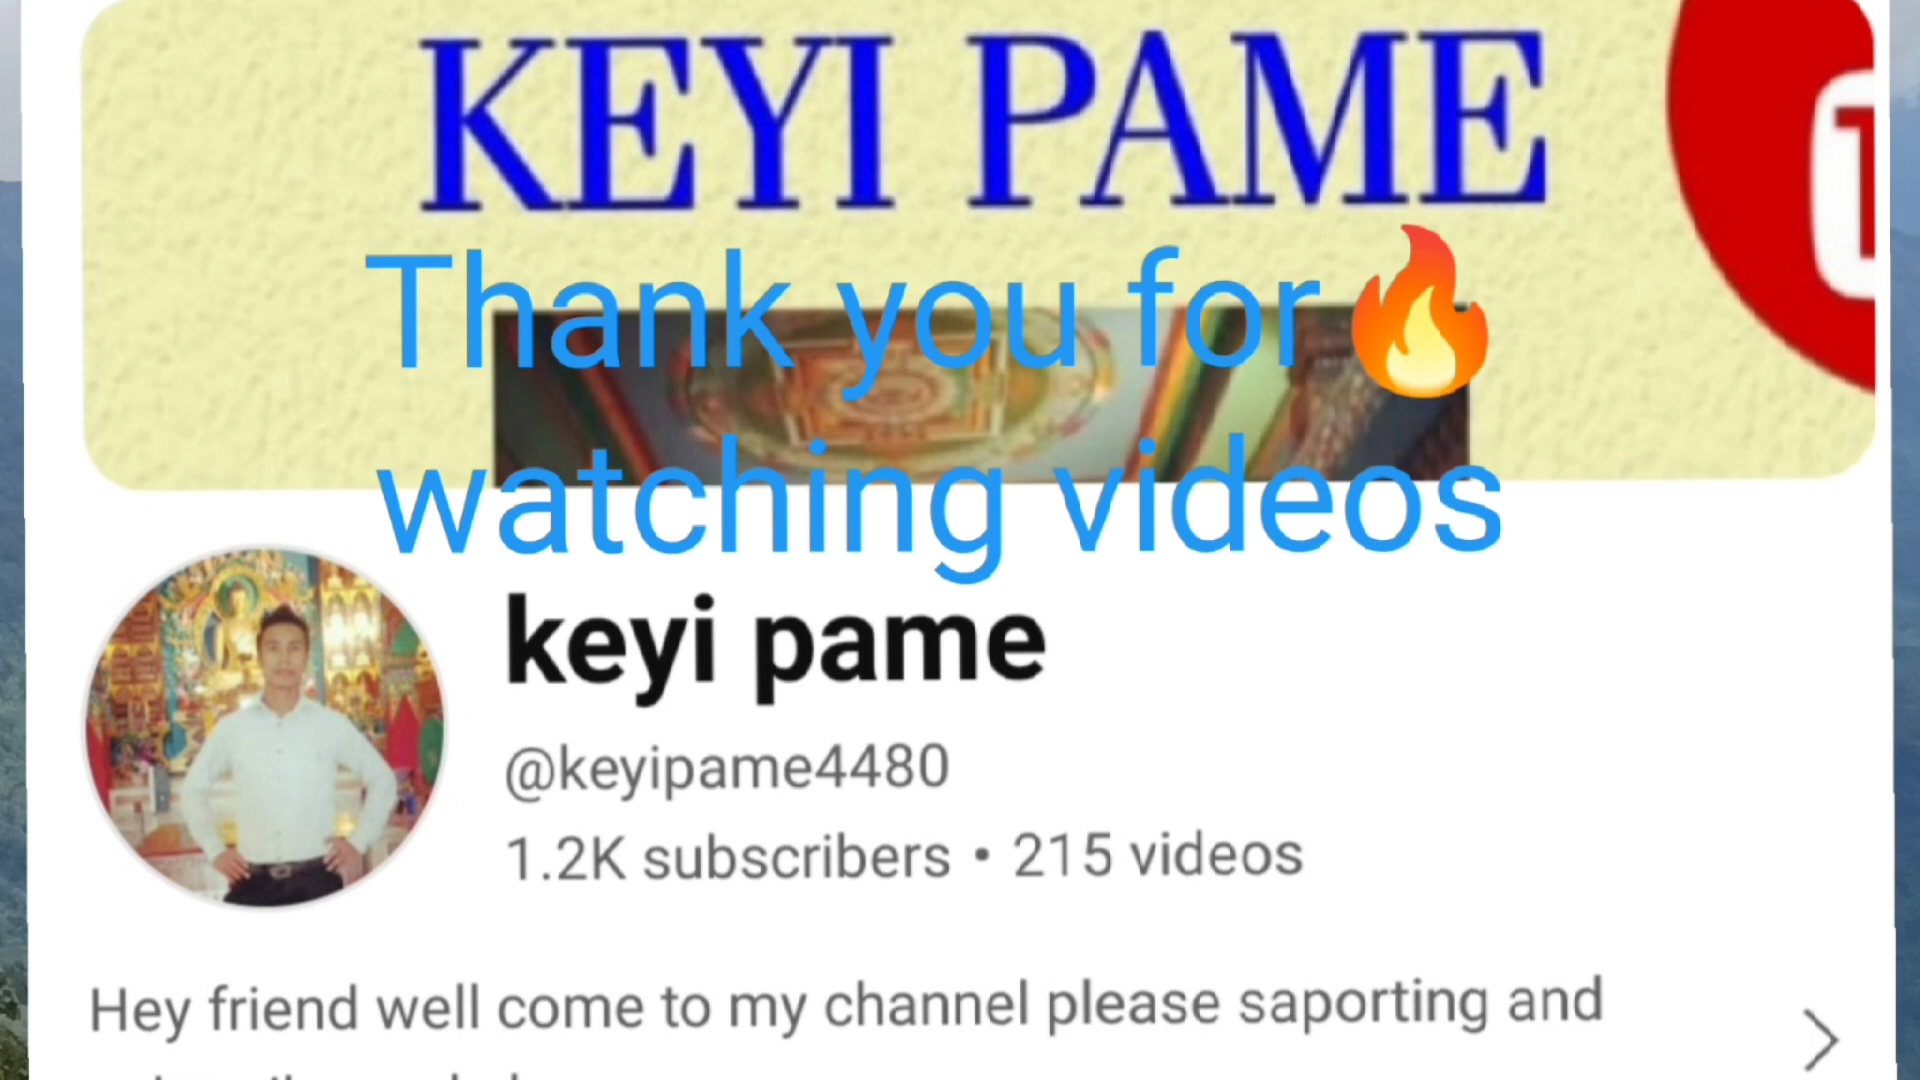 KEYI PAME
Thank you for🔥
watching videos
keyi pame
@keyipame4480
1.2K subscribers • 215 videos
Hey friend well come to my channel please saporting and